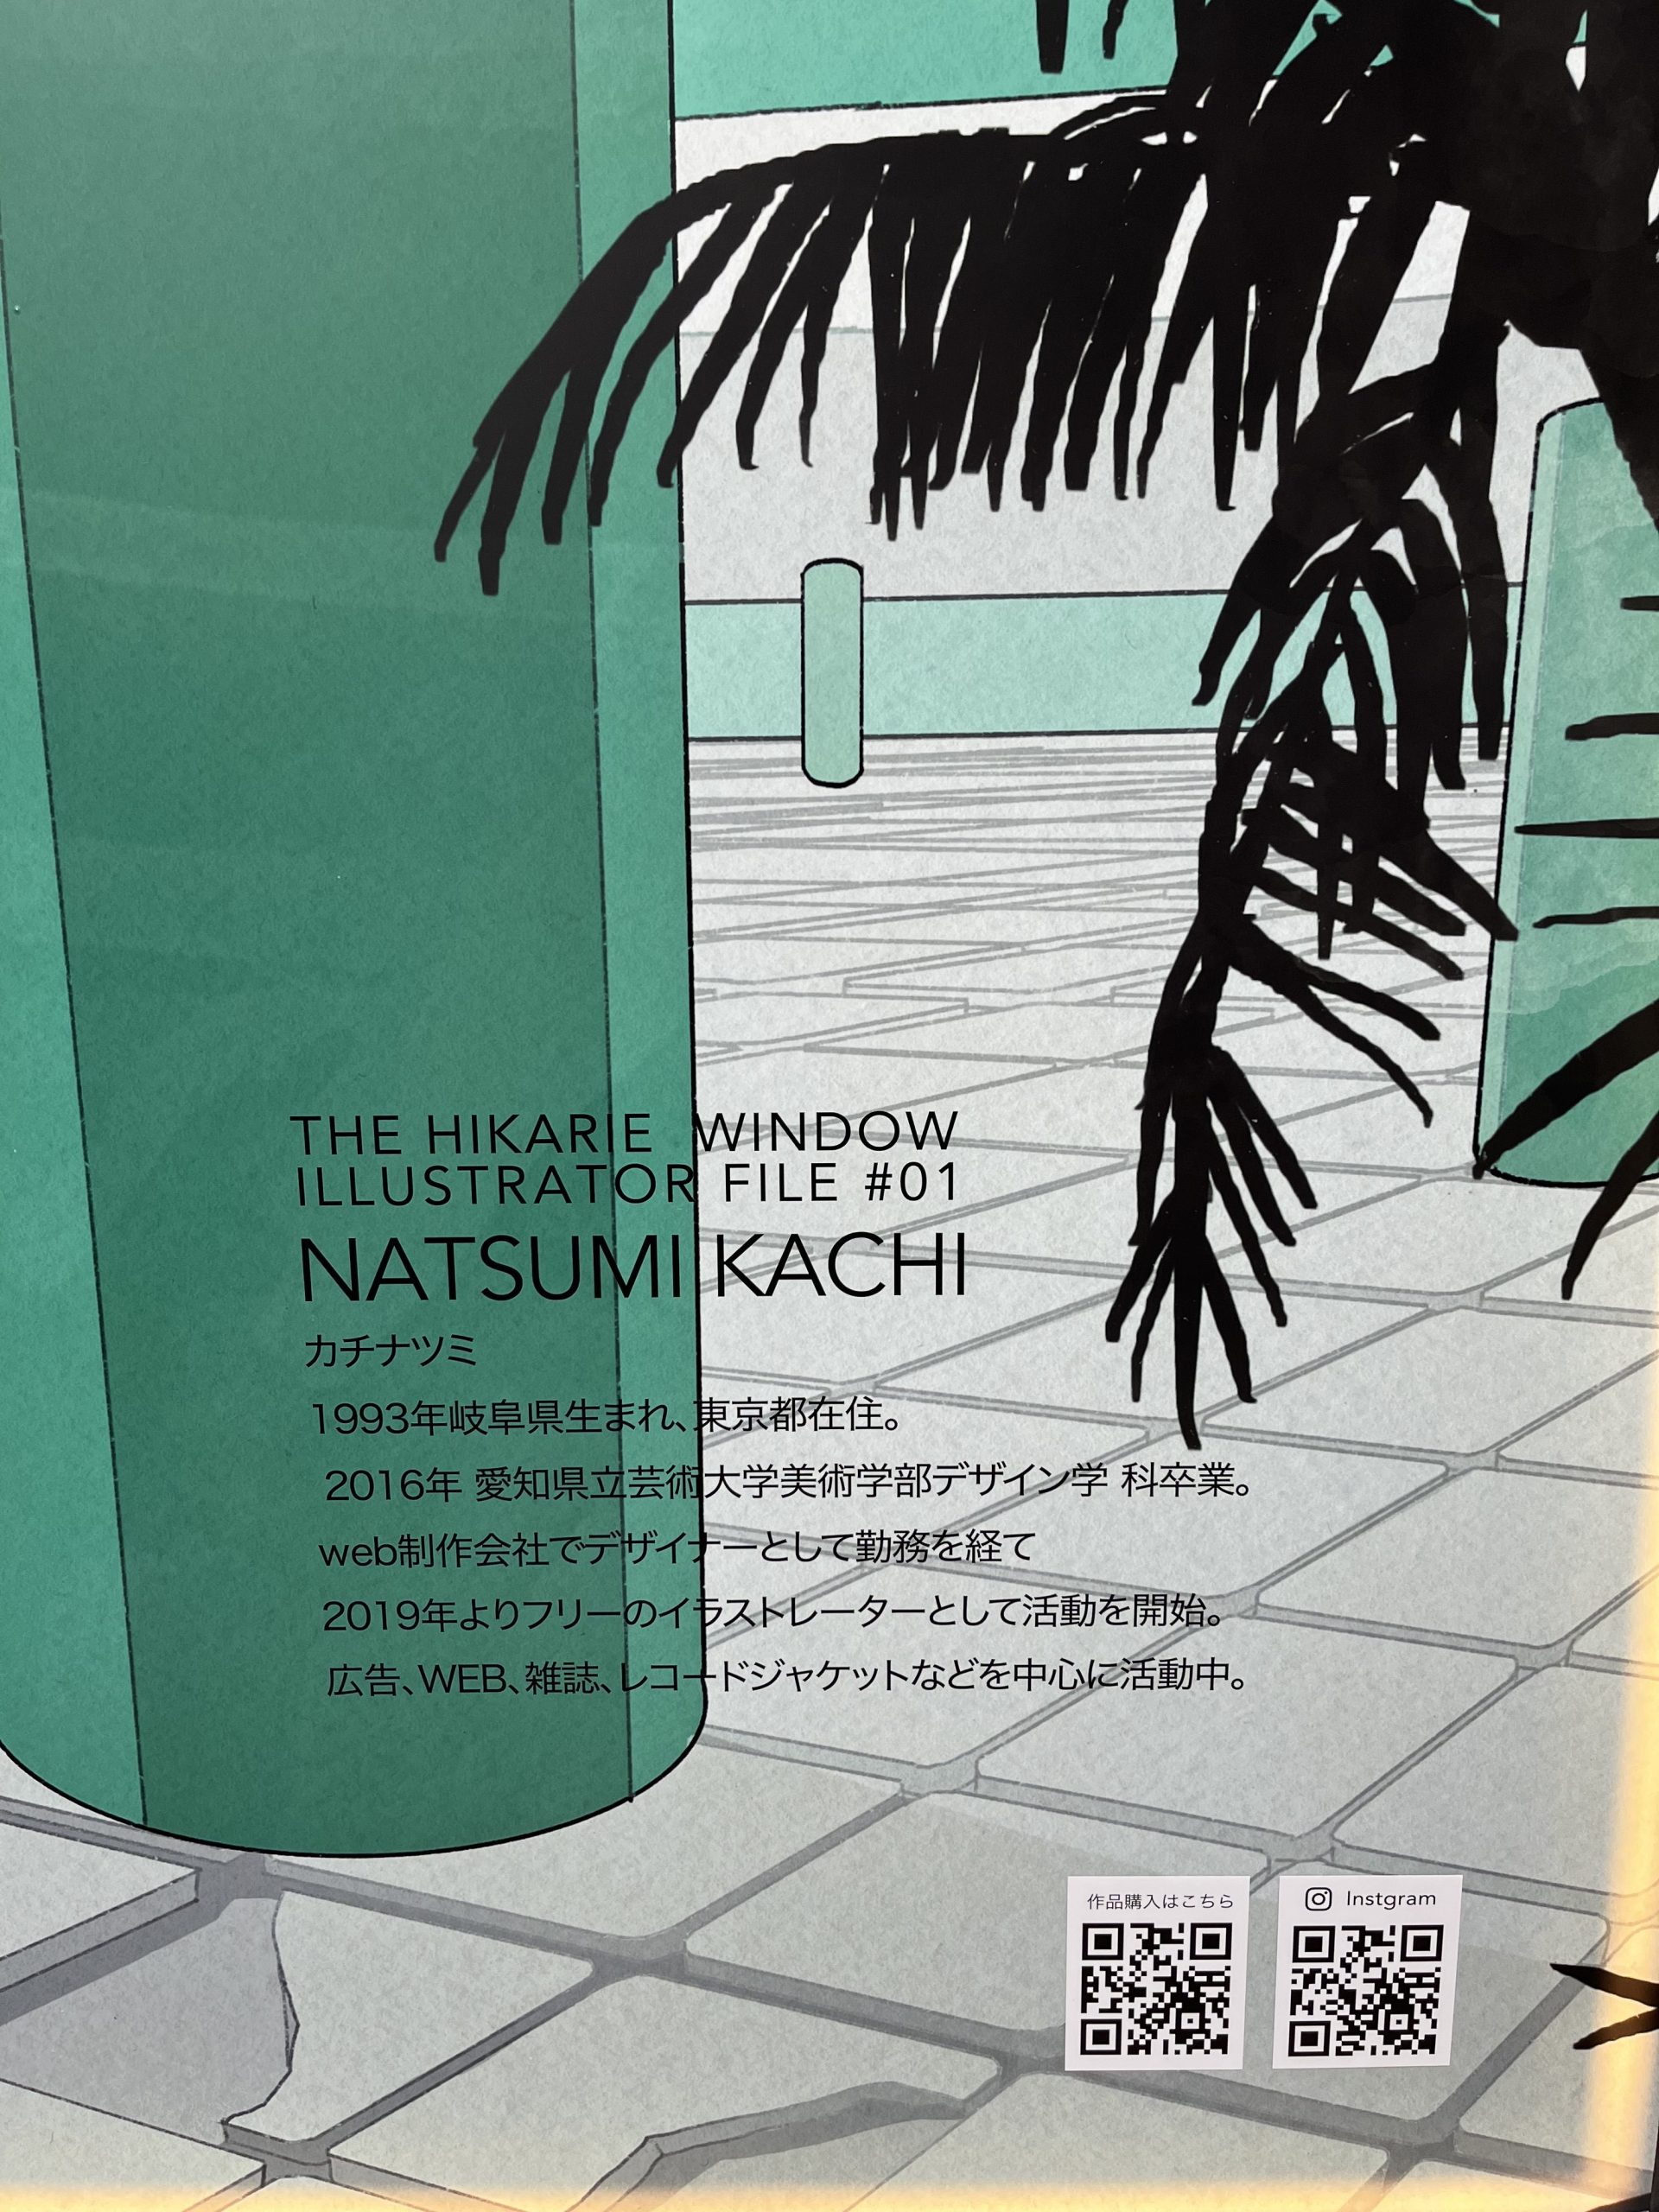 THE HIKARIE WINDOW
ILLUSTRATOR FILE #01
NATSUMI KACHI
カチナツミ
1993年岐阜県生まれ、東京都在住。
2016年 愛知県立芸術大学美術学部デザイン学 科卒業。
web制作会社でデザイナーとして勤務を経て
2019年よりフリーのイラストレーターとして活動を開始。
広告、WEB、雑誌、レコードジャケットなどを中心に活動中。
作品購入はこちら
Instgram